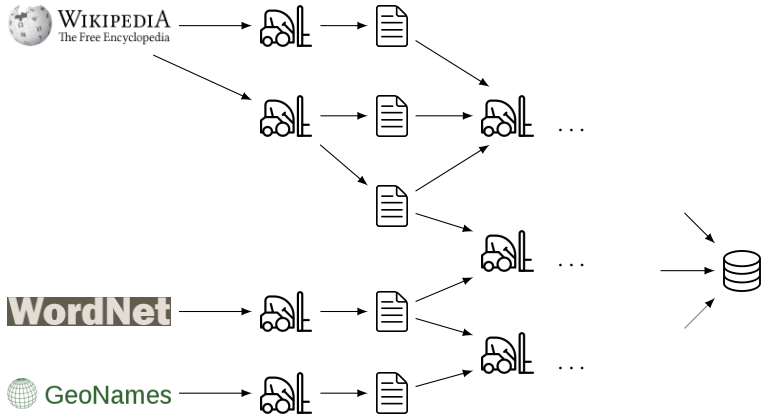 WIKIPEDIA
The Free Encyclopedia
...
...
WordNet
...
GeoNames